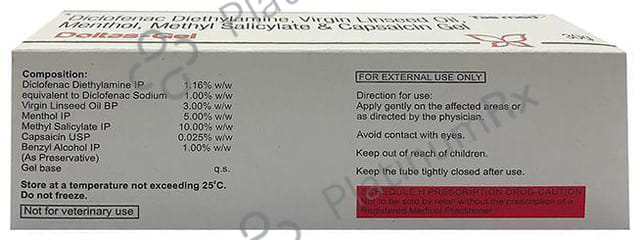 Diclofenac Diethylamine, Virgin Linseed Oil,
Menthol, Methyl Salicylate & Capsaicin Gel
Tas med
Doltas Gel
30g
Composition:
Diclofenac Diethylamine IP 1.16% w/w
equivalent to Diclofenac Sodium 1.00% w/w
Virgin Linseed Oil BP 3.00% w/w
Menthol IP 5.00% w/w
Methyl Salicylate IP 10.00% w/w
Capsaicin USP 0.025% w/w
Benzyl Alcohol IP 1.00% w/w
(As Preservative)
Gel base q.s.
Store at a temperature not exceeding 25°C.
Do not freeze.
Not for veterinary use
FOR EXTERNAL USE ONLY
Direction for use:
Apply gently on the affected areas or
as directed by the physician.
Avoid contact with eyes.
Keep out of reach of children.
Keep the tube tightly closed after use.
SCHEDULE H PRESCRIPTION DRUG-CAUTION
Not to be sold by retail without the prescription of a
Registered Medical Practitioner
PlatinumRx